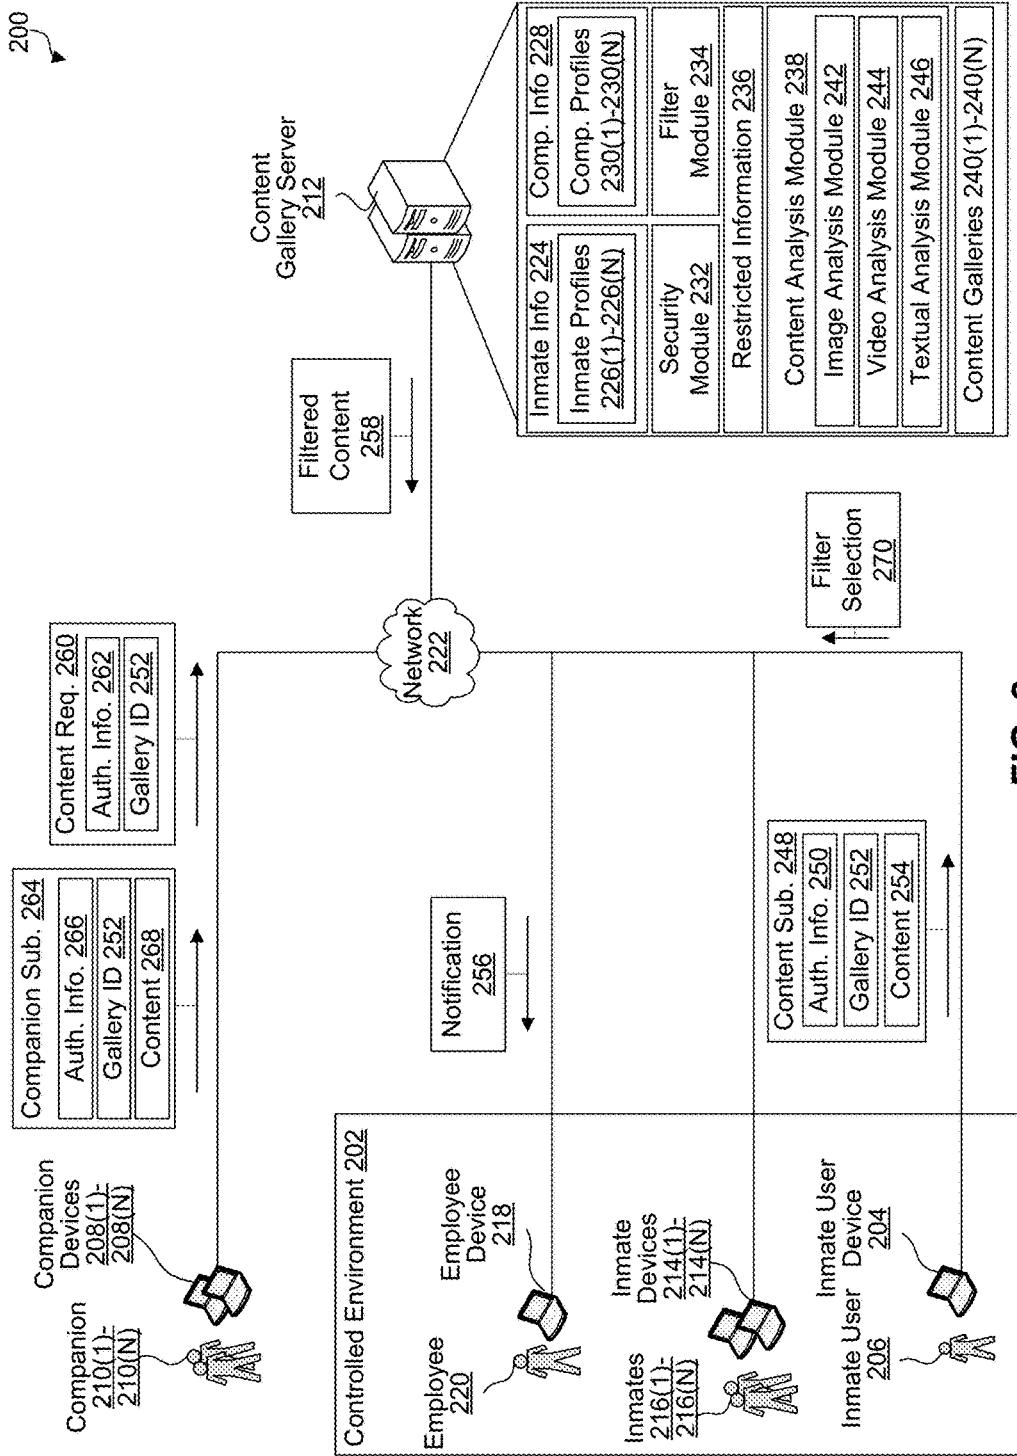 200
Companion Sub. 264
Auth. Info. 266
Gallery ID 252
Content 268
Content Req. 260
Auth. Info. 262
Gallery ID 252
Companion
Devices
208(1)-
208(N)
Companion
210(1)-
210(N)
Content
Gallery Server
212
Filtered
Content
258
Network
222
Controlled Environment 202
Employee
Device
218
Employee
220
Notification
256
Inmate
Devices
214(1)-
214(N)
Inmates
216(1)-
216(N)
Inmate User
Device
204
Inmate User
206
Content Sub. 248
Auth. Info. 250
Gallery ID 252
Content 254
Filter
Selection
270
Inmate Info 224
Inmate Profiles
226(1)-226(N)
Comp. Info 228
Comp. Profiles
230(1)-230(N)
Security
Module 232
Filter
Module 234
Restricted Information 236
Content Analysis Module 238
Image Analysis Module 242
Video Analysis Module 244
Textual Analysis Module 246
Content Galleries 240(1)-240(N)